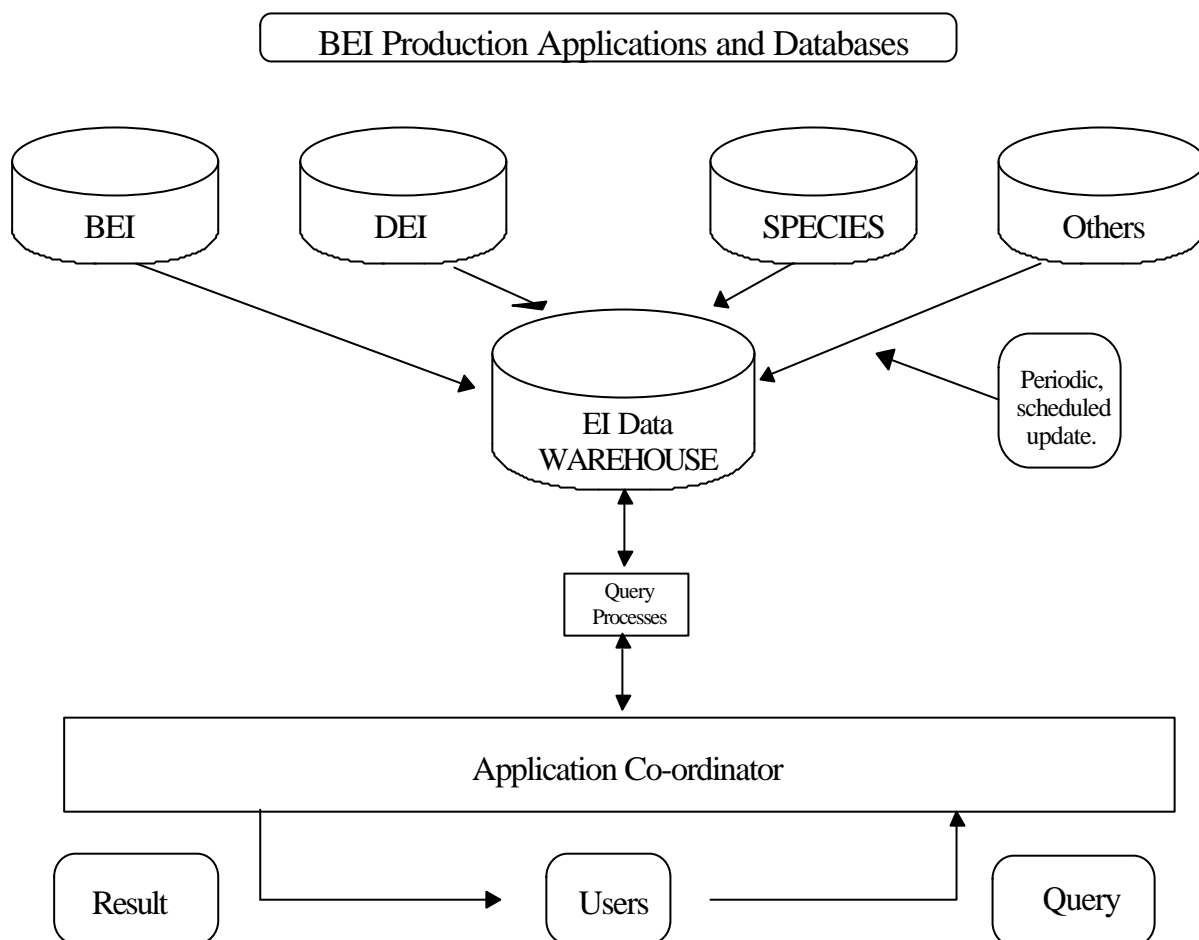 BEI Production Applications and Databases
BEI
DEI
SPECIES
Others
Periodic,
scheduled
update.
EI Data
WAREHOUSE
Query
Processes
Application Co-ordinator
Result
Users
Query